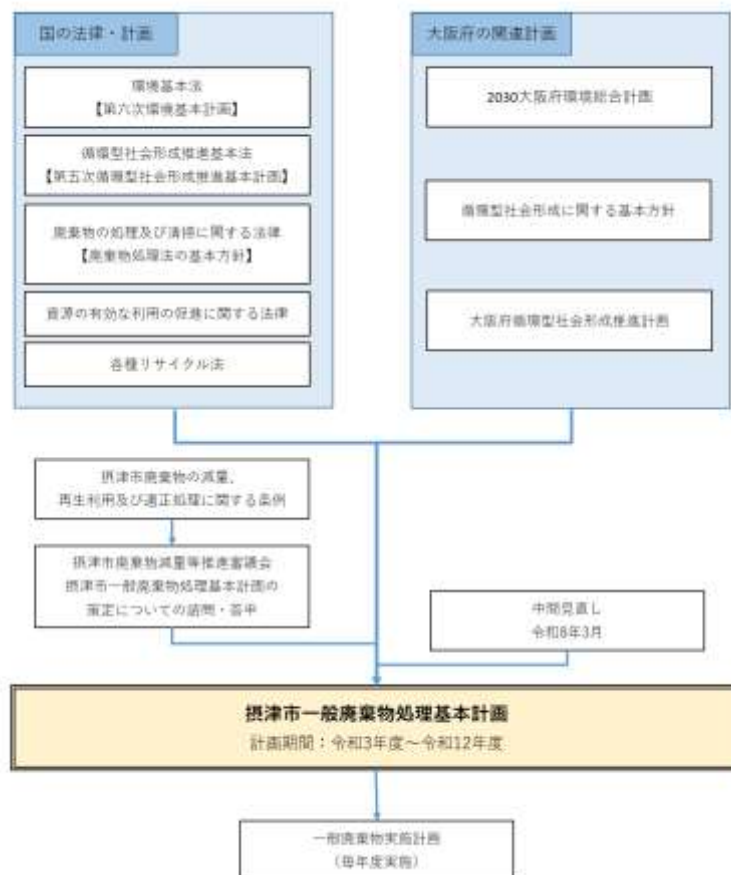 国の法律・計画
環境基本法
【第六次環境基本計画】
循環型社会形成推進基本法
【第五次循環型社会形成推進基本計画】
廃棄物の処理及び清掃に関する法律
【廃棄物処理法の基本方針】
資源の有効な利用の促進に関する法律
各種リサイクル法
大阪府の関連計画
2030大阪府環境総合計画
循環型社会形成に関する基本方針
大阪府循環型社会形成推進計画
摂津市廃棄物の減量、
再生利用及び適正処理に関する条例
摂津市廃棄物減量等推進審議会
摂津市一般廃棄物処理基本計画の
策定についての諮問・答申
中間見直し
令和8年3月
摂津市一般廃棄物処理基本計画
計画期間：令和3年度～令和12年度
一般廃棄物実施計画
（毎年度実施）